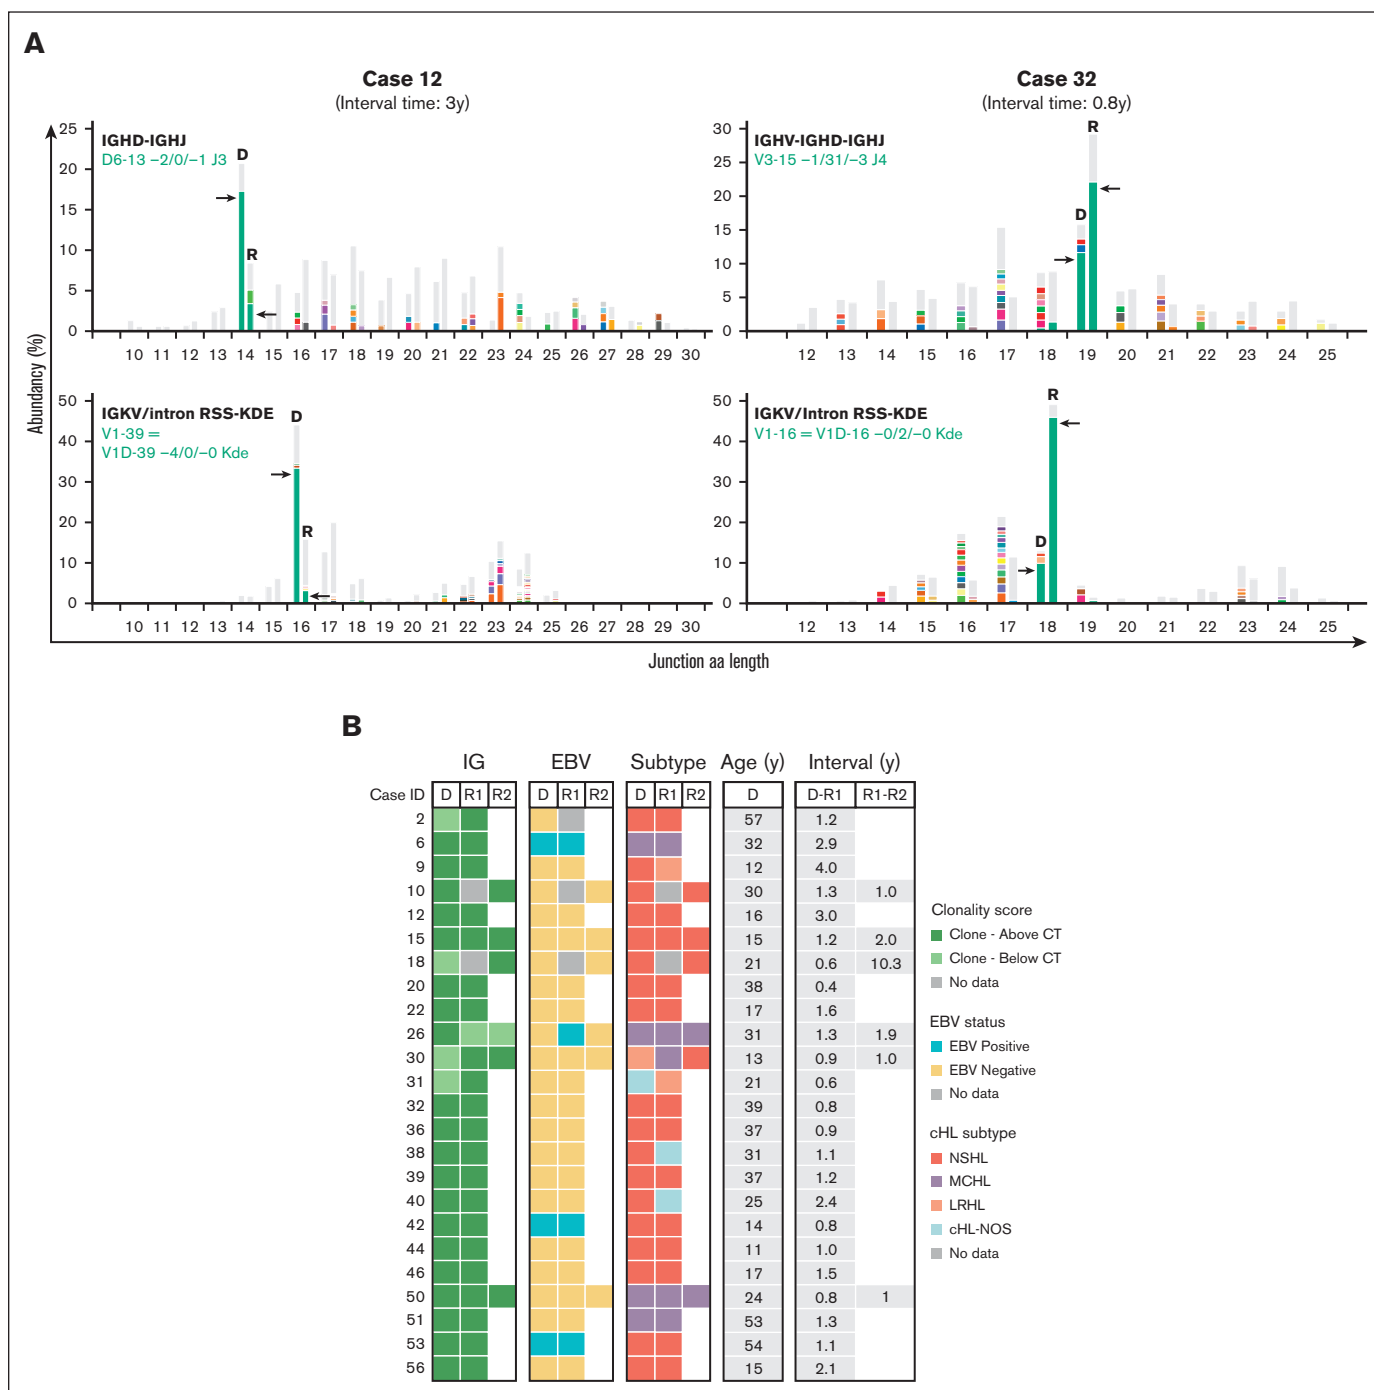 A
Case 12
(Interval time: 3y)
Case 32
(Interval time: 0.8y)
Abundancy (%)
IGHD-IGHJ
D6-13 −2/0/−1 J3
D
R
25
20
15
10
5
0
10 11 12 13 14 15 16 17 18 19 20 21 22 23 24 25 26 27 28 29 30
IGHV-IGHD-IGHJ
V3-15 −1/31/−3 J4
D
R
30
25
20
15
10
5
0
12 13 14 15 16 17 18 19 20 21 22 23 24 25
IGKV/intron RSS-KDE
V1-39 =
V1D-39 −4/0/−0 Kde
D
R
50
40
30
20
10
0
10 11 12 13 14 15 16 17 18 19 20 21 22 23 24 25 26 27 28 29 30
IGKV/Intron RSS-KDE
V1-16 = V1D-16 −0/2/−0 Kde
D
R
50
40
30
20
10
0
12 13 14 15 16 17 18 19 20 21 22 23 24 25
Junction aa length
B
IG EBV Subtype Age (y) Interval (y)
Case ID D R1 R2 D R1 R2 D R1 R2 D D-R1 R1-R2
2 57 1.2
6 32 2.9
9 12 4.0
10 30 1.3 1.0
12 16 3.0
15 15 1.2 2.0
18 21 0.6 10.3
20 38 0.4
22 17 1.6
26 31 1.3 1.9
30 13 0.9 1.0
31 21 0.6
32 39 0.8
36 37 0.9
38 31 1.1
39 37 1.2
40 25 2.4
42 14 0.8
44 11 1.0
46 17 1.5
50 24 0.8 1
51 53 1.3
53 54 1.1
56 15 2.1
Clonality score
Clone - Above CT
Clone - Below CT
No data
EBV status
EBV Positive
EBV Negative
No data
cHL subtype
NSHL
MCHL
LRHL
cHL-NOS
No data